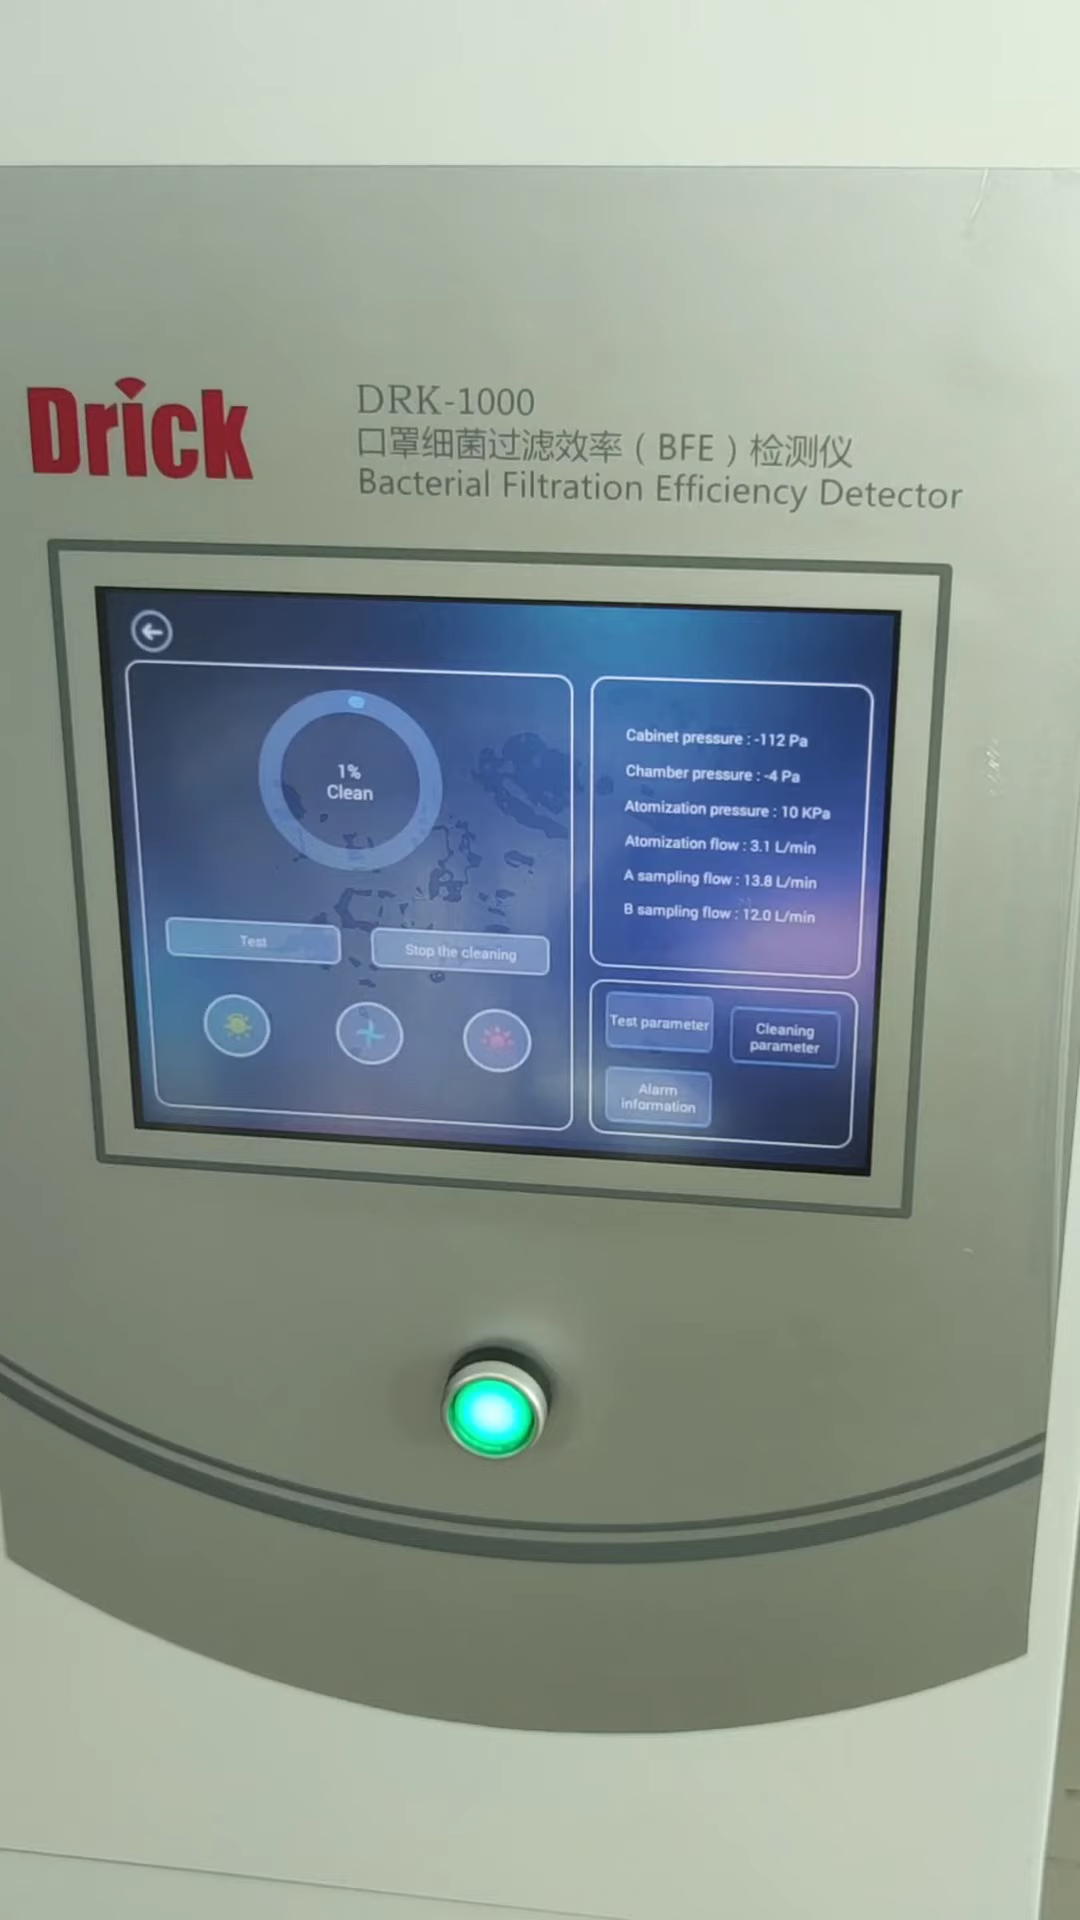 Drick
DRK-1000
口罩细菌过滤效率（BFE）检测仪
Bacterial Filtration Efficiency Detector
1%
Clean
Test
Stop the cleaning
Cabinet pressure : -112 Pa
Chamber pressure : -4 Pa
Atomization pressure : 10 KPa
Atomization flow : 3.1 L/min
A sampling flow : 13.8 L/min
B sampling flow : 12.0 L/min
Test parameter
Cleaning
parameter
Alarm
information